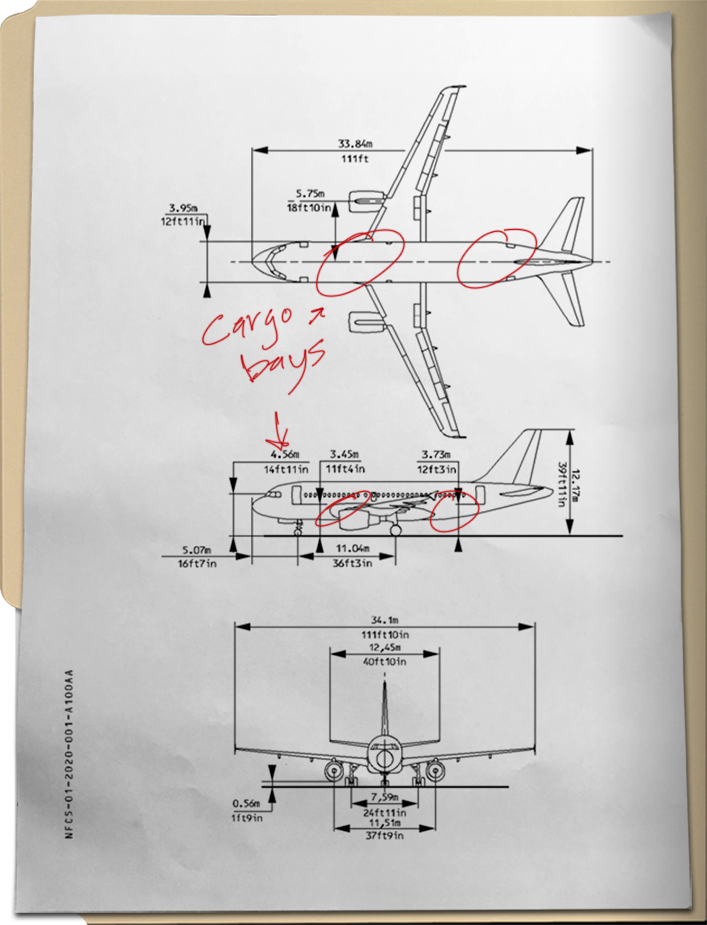 33.84m
111ft
5.75m
18ft10in
3.95m
12ft11in
Cargo
bays
4.56m
14ft11in
3.45m
11ft4in
3.73m
12ft3in
12.17m
39ft11in
5.07m
16ft7in
11.04m
36ft3in
34.1m
111ft10in
12,45m
40ft10in
0.56m
1ft9in
7,59m
24ft11in
11,51m
37ft9in
NFC5-01-2020-001-A100AA